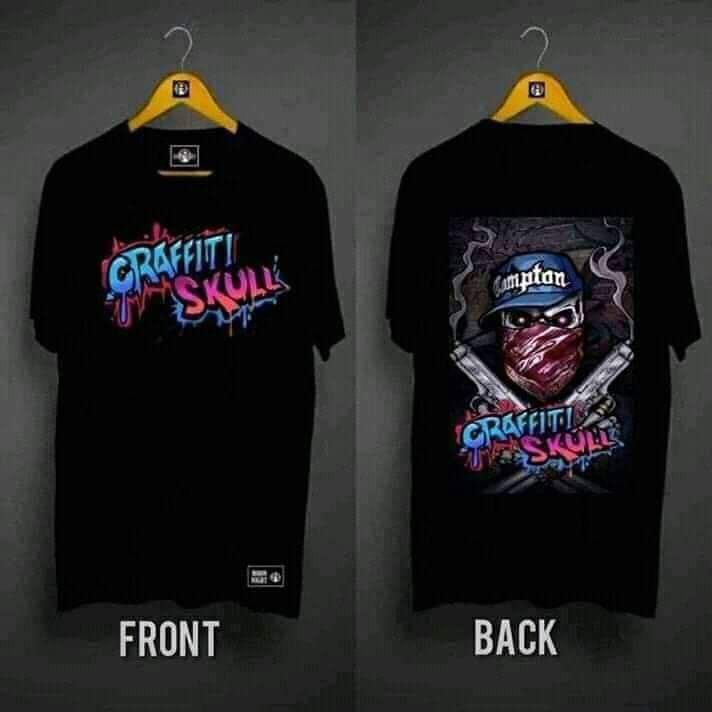 GRAFFITI
SKULL
FRONT
Compton
GRAFFITI
SKULL
BACK